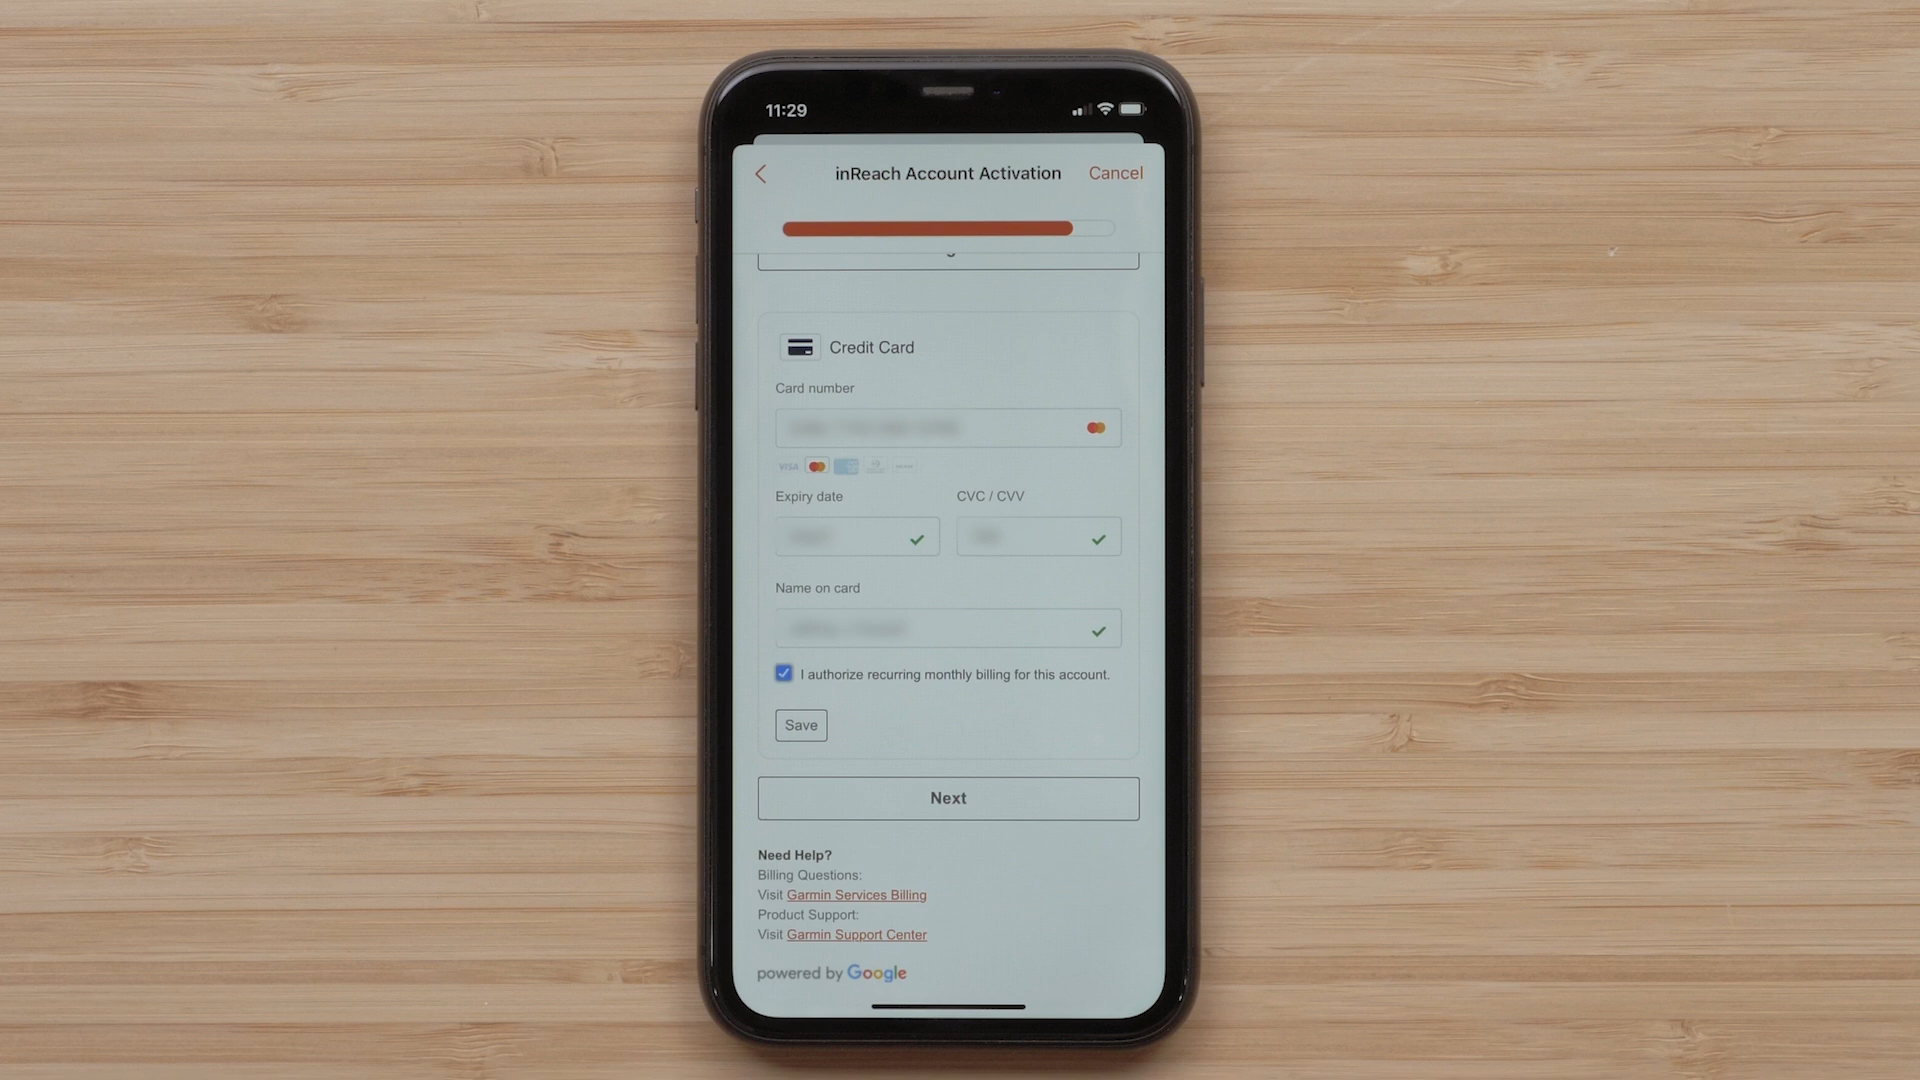 11:29
inReach Account Activation
Cancel
Credit Card
Card number
VISA
Expiry date
CVC / CVV
Name on card
I authorize recurring monthly billing for this account.
Save
Next
Need Help?
Billing Questions:
Visit Garmin Services Billing
Product Support:
Visit Garmin Support Center
powered by Google